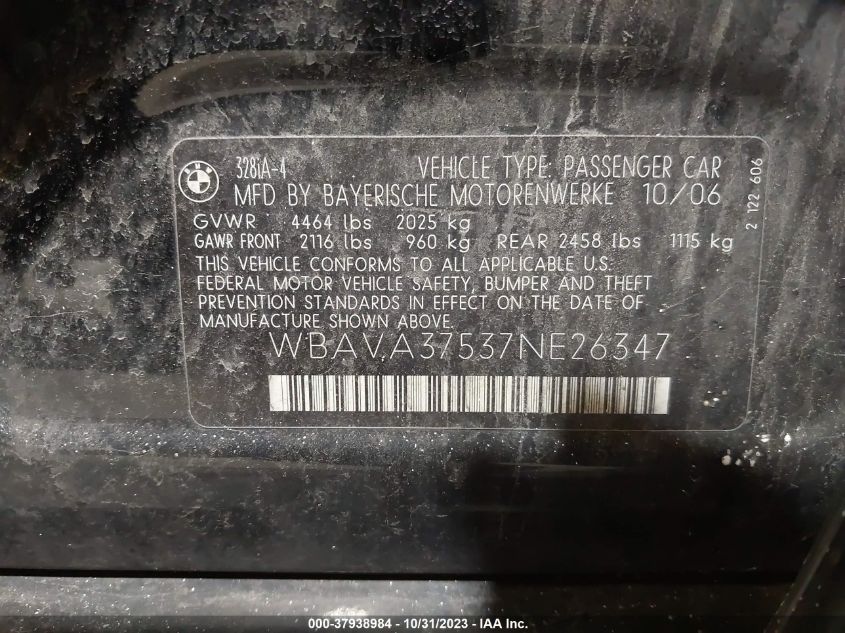 BMW
328iA-4 VEHICLE TYPE: PASSENGER CAR
MFD BY BAYERISCHE MOTORENWERKE 10/06
GVWR 4464 lbs 2025 kg
GAWR FRONT 2116 lbs 960 kg REAR 2458 lbs 1115 kg
THIS VEHICLE CONFORMS TO ALL APPLICABLE U.S.
FEDERAL MOTOR VEHICLE SAFETY, BUMPER AND THEFT
PREVENTION STANDARDS IN EFFECT ON THE DATE OF
MANUFACTURE SHOWN ABOVE.
WBAVA37537NE26347
2 122 606
000-37938984 / 10/31/2023 - IAA Inc.